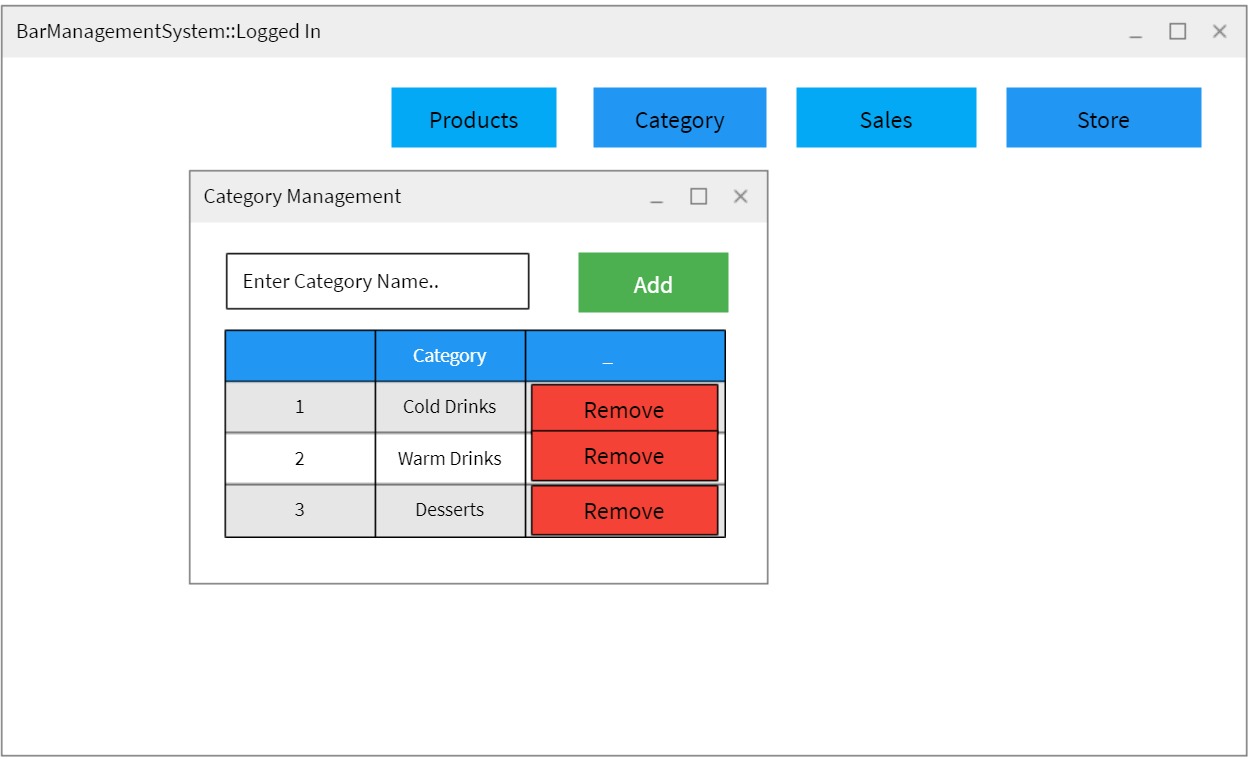 BarManagementSystem::Logged In
Products Category Sales Store
Category Management
Enter Category Name.. Add
Category _
1 Cold Drinks Remove
2 Warm Drinks Remove
3 Desserts Remove